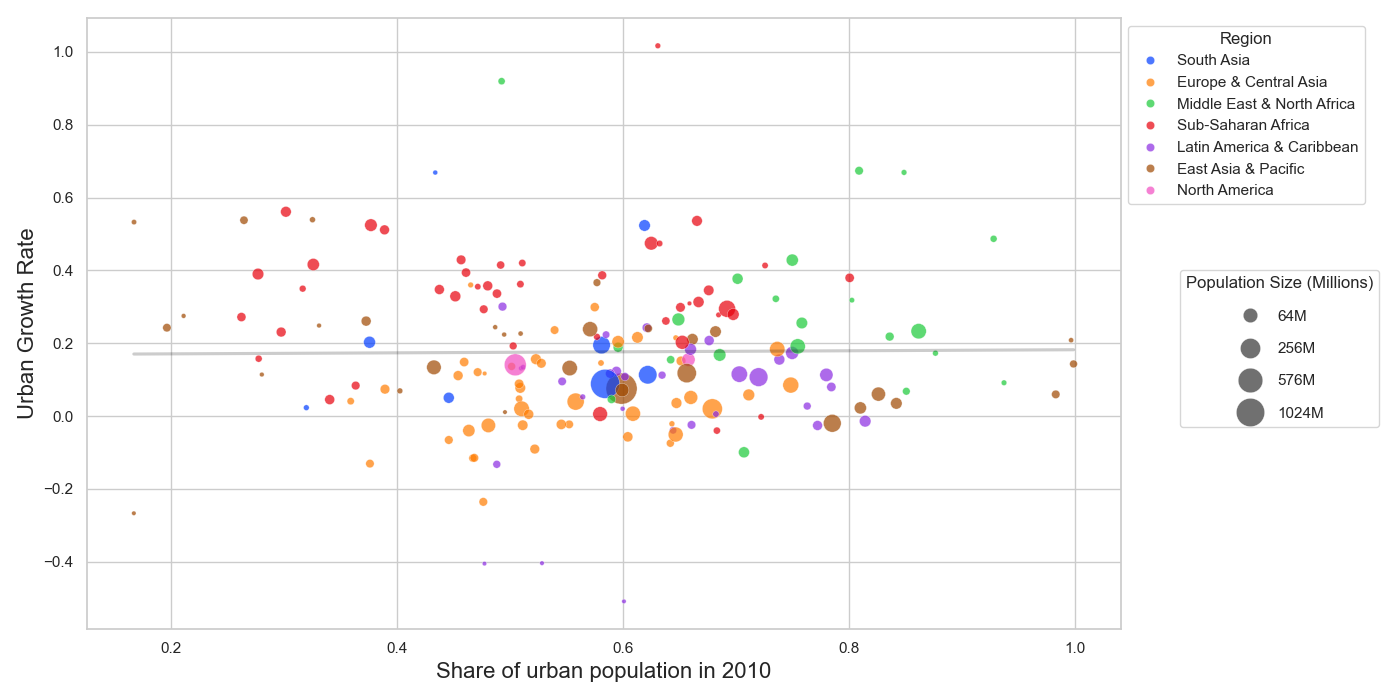 Region
South Asia
Europe & Central Asia
Middle East & North Africa
Sub-Saharan Africa
Latin America & Caribbean
East Asia & Pacific
North America
Population Size (Millions)
64M
256M
576M
1024M
Urban Growth Rate
1.0
0.8
0.6
0.4
0.2
0.0
−0.2
−0.4
0.2 0.4 0.6 0.8 1.0
Share of urban population in 2010